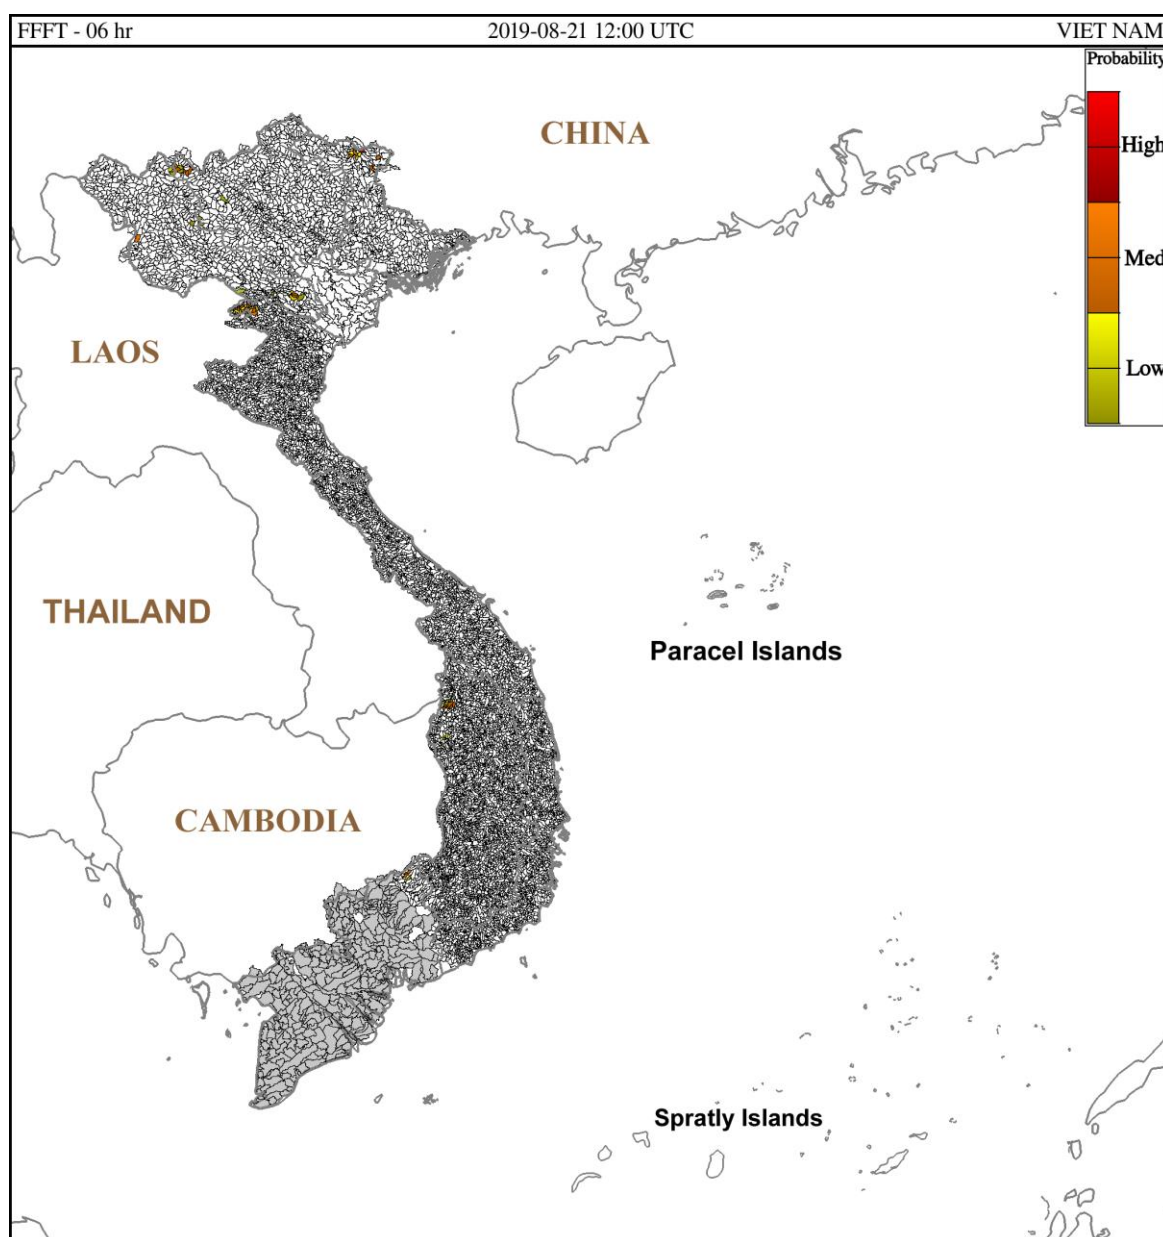 FFFT - 06 hr 2019-08-21 12:00 UTC VIET NAM
Probability
High
Med
Low
CHINA
LAOS
THAILAND
Paracel Islands
CAMBODIA
Spratly Islands